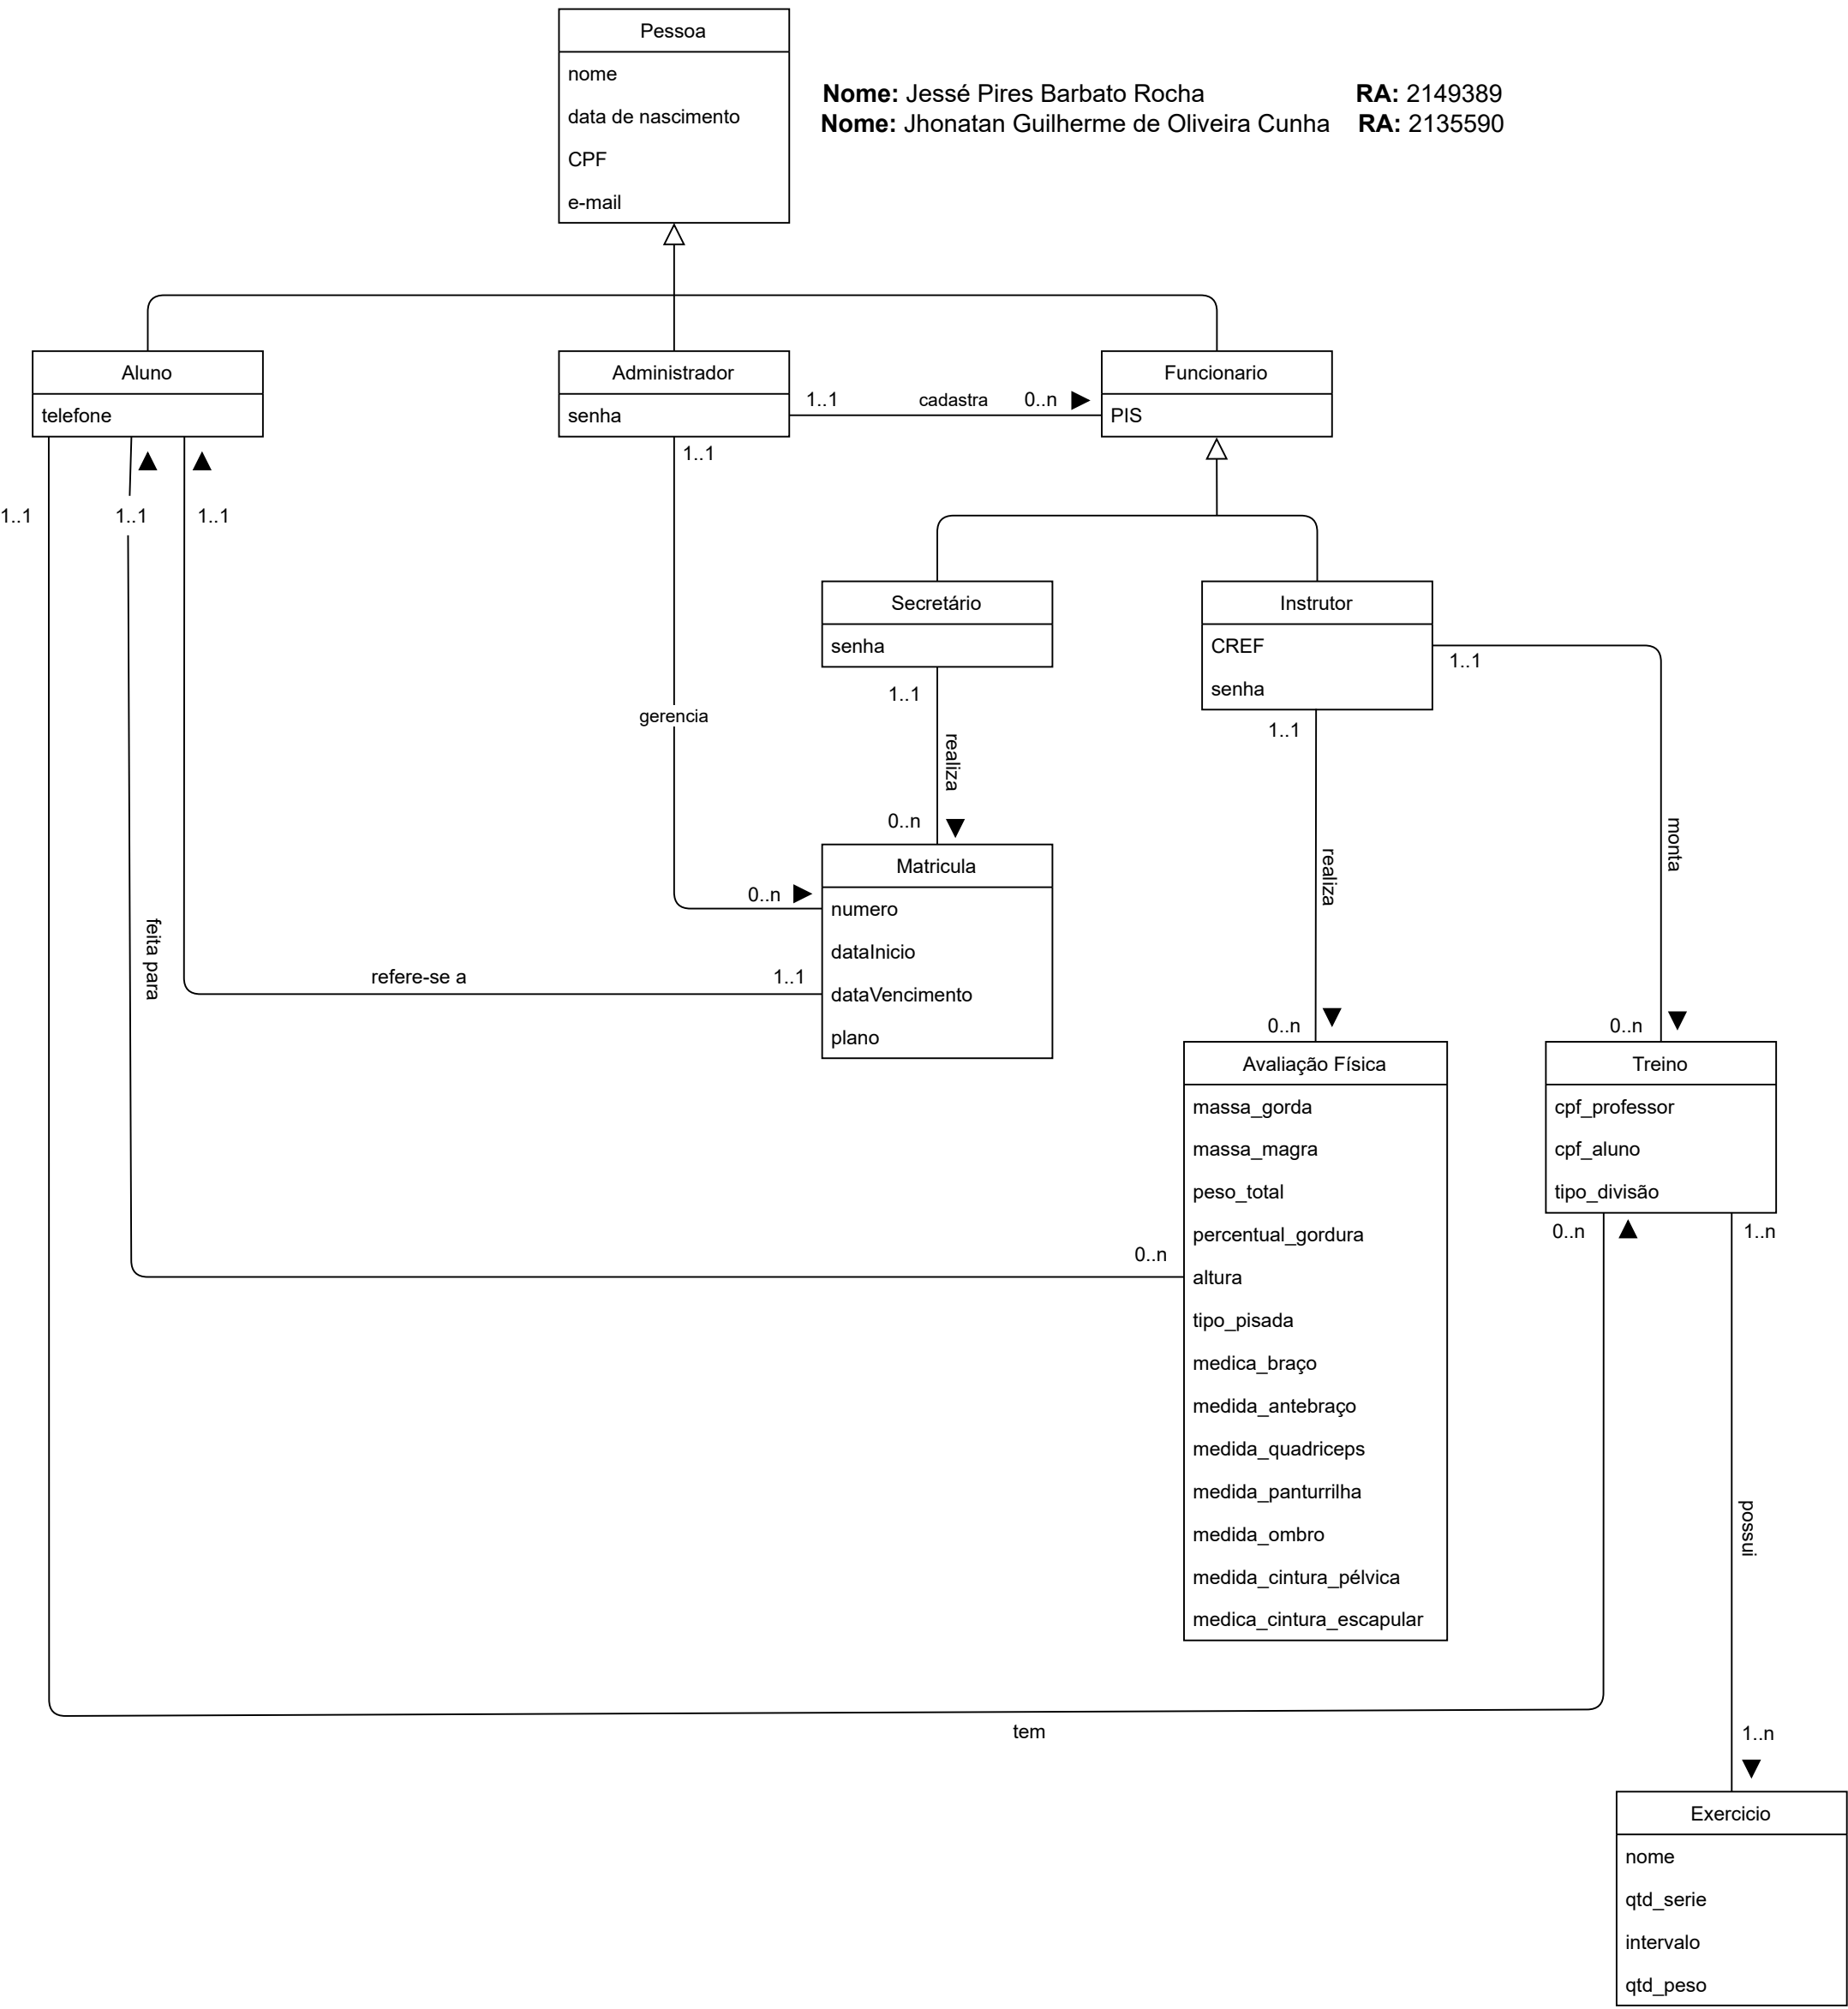 Pessoa
nome
data de nascimento
CPF
e-mail
Nome: Jessé Pires Barbato Rocha RA: 2149389
Nome: Jhonatan Guilherme de Oliveira Cunha RA: 2135590
Aluno
telefone
Administrador
senha
1..1 cadastra 0..n
Funcionario
PIS
1..1
1..1
1..1
1..1
Secretário
senha
Instrutor
CREF
senha
1..1
1..1
1..1
gerencia
realiza
monta
realiza
0..n
0..n
Matricula
numero
dataInicio
dataVencimento
plano
feita para
refere-se a
1..1
0..n
0..n
Avaliação Física
massa_gorda
massa_magra
peso_total
percentual_gordura
altura
tipo_pisada
medica_braço
medida_antebraço
medida_quadriceps
medida_panturrilha
medida_ombro
medida_cintura_pélvica
medica_cintura_escapular
Treino
cpf_professor
cpf_aluno
tipo_divisão
0..n
1..n
0..n
possui
tem
1..n
Exercicio
nome
qtd_serie
intervalo
qtd_peso